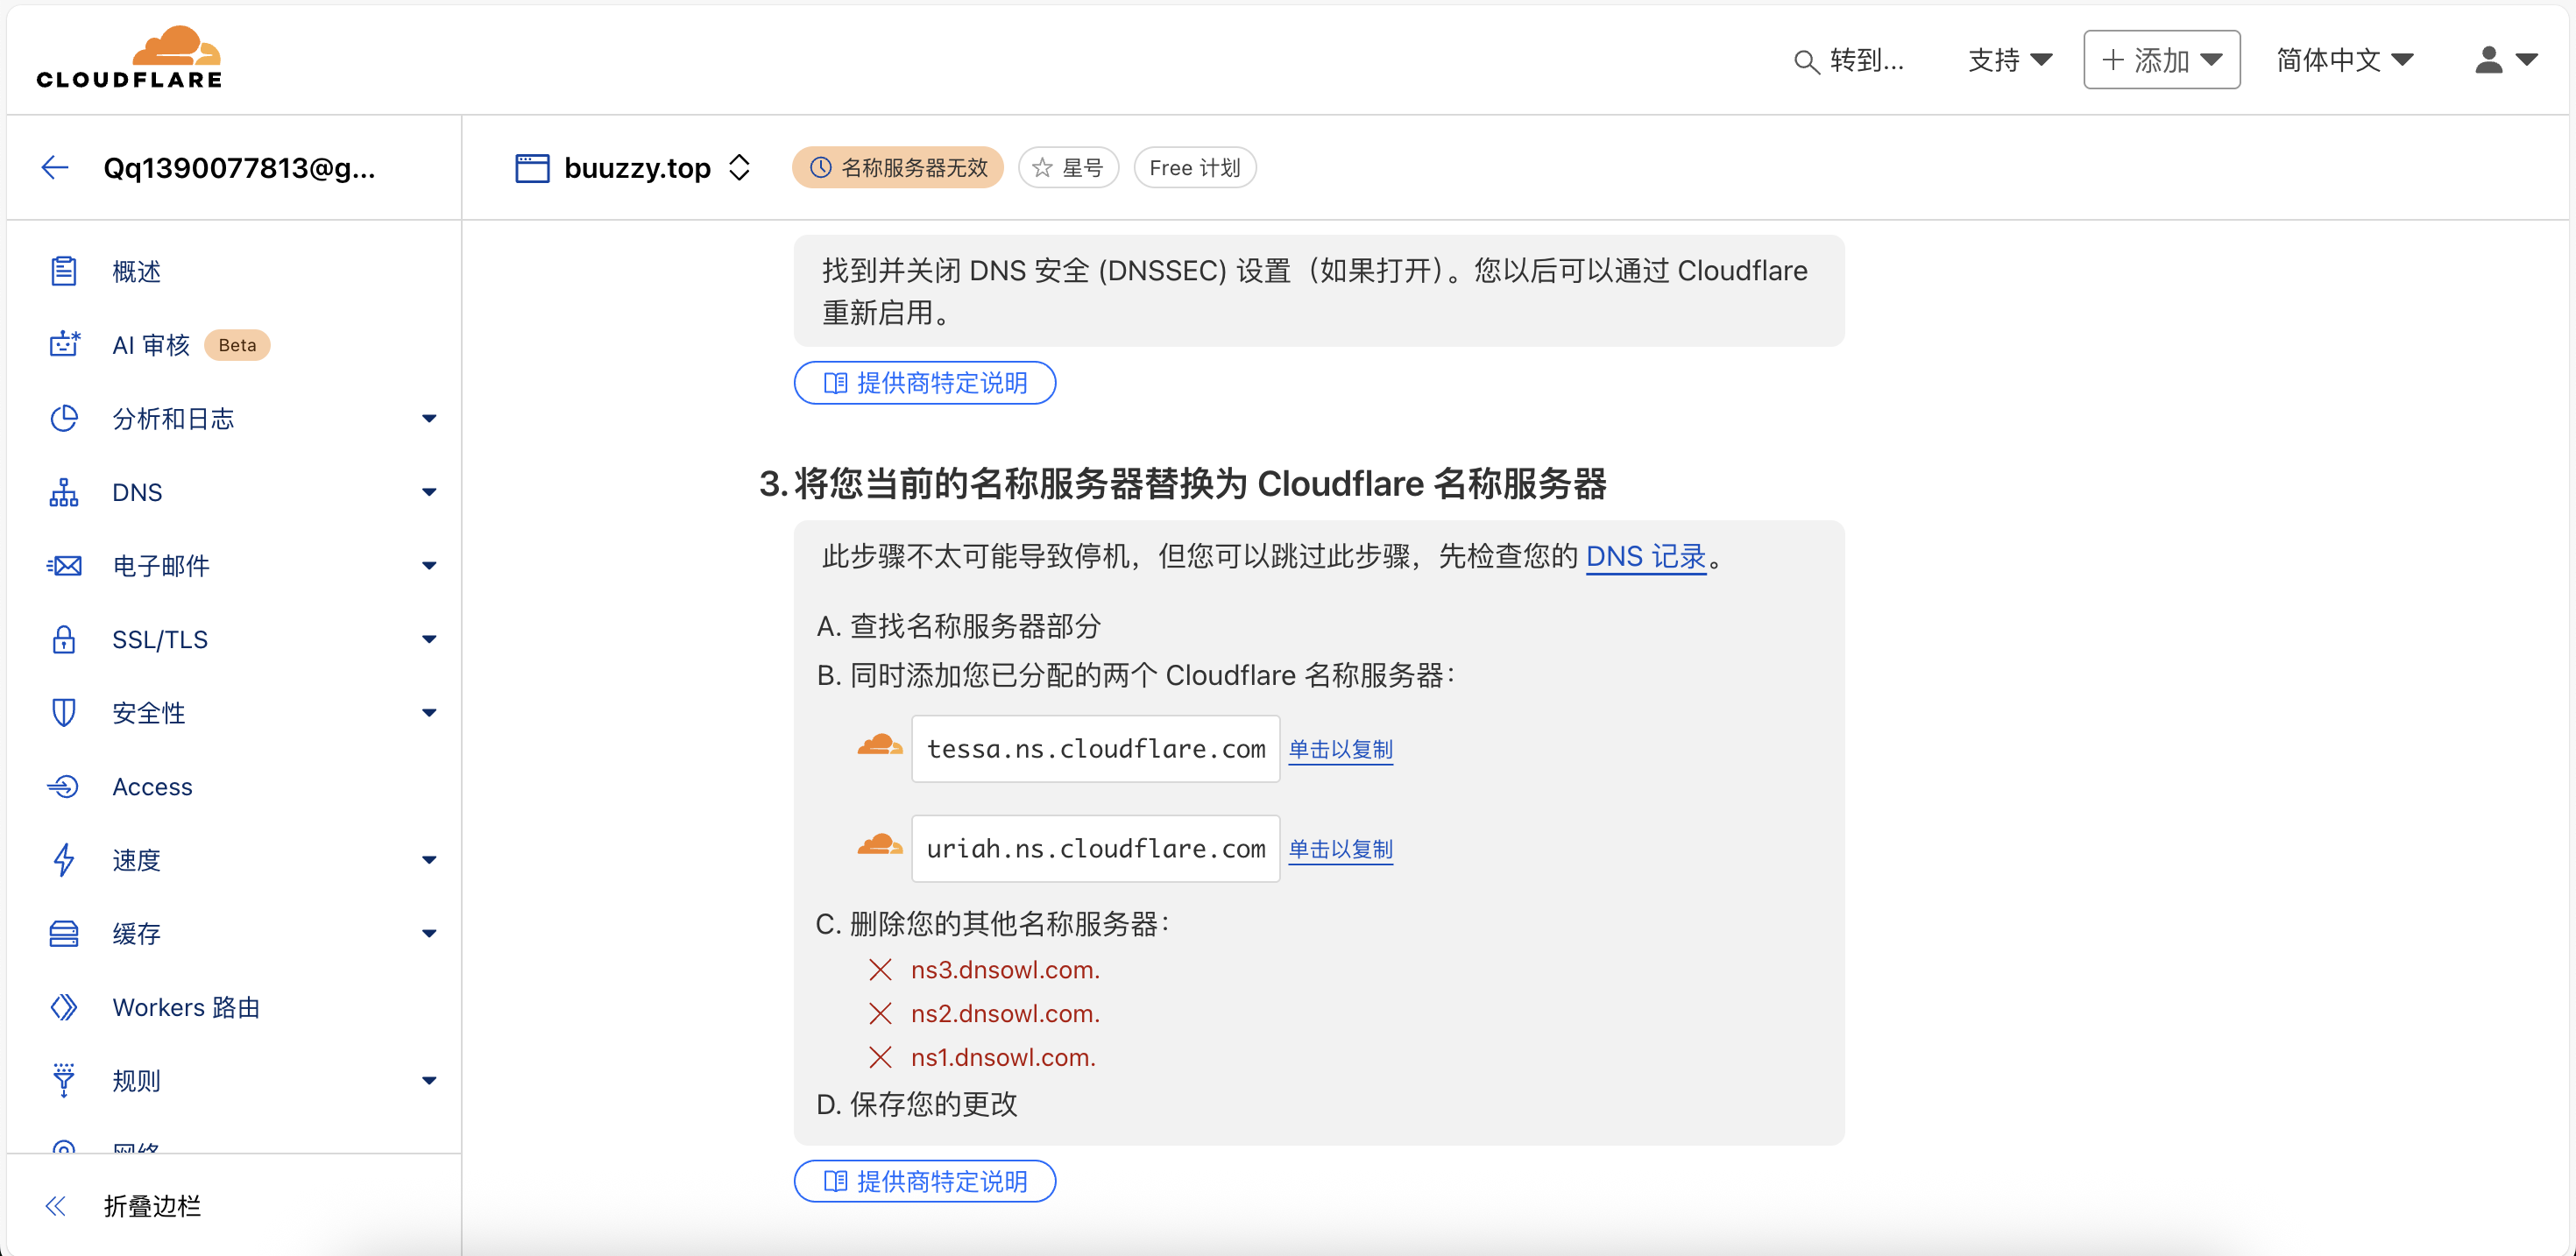 CLOUDFLARE
转到...
支持
添加
简体中文
Qq1390077813@g...
buuzzy.top
名称服务器无效
星号
Free 计划
概述
AI 审核 Beta
分析和日志
DNS
电子邮件
SSL/TLS
安全性
Access
速度
缓存
Workers 路由
规则
网络
折叠边栏
找到并关闭 DNS 安全 (DNSSEC) 设置（如果打开）。您以后可以通过 Cloudflare
重新启用。
提供商特定说明
3. 将您当前的名称服务器替换为 Cloudflare 名称服务器
此步骤不太可能导致停机，但您可以跳过此步骤，先检查您的 DNS 记录。
A. 查找名称服务器部分
B. 同时添加您已分配的两个 Cloudflare 名称服务器：
tessa.ns.cloudflare.com 单击以复制
uriah.ns.cloudflare.com 单击以复制
C. 删除您的其他名称服务器：
ns3.dnsowl.com.
ns2.dnsowl.com.
ns1.dnsowl.com.
D. 保存您的更改
提供商特定说明